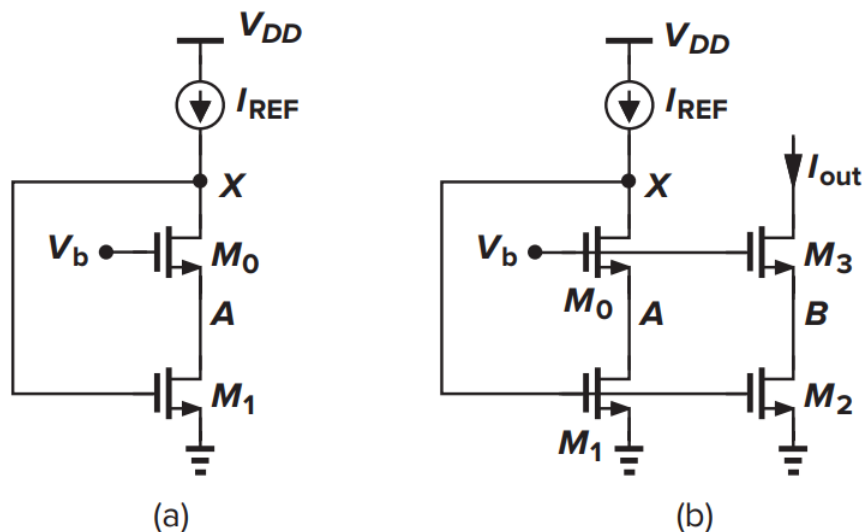 V_DD
I_REF
X
V_b
M_0
A
M_1
(a)
V_DD
I_REF
X
I_out
V_b
M_0
M_3
A
B
M_1
M_2
(b)